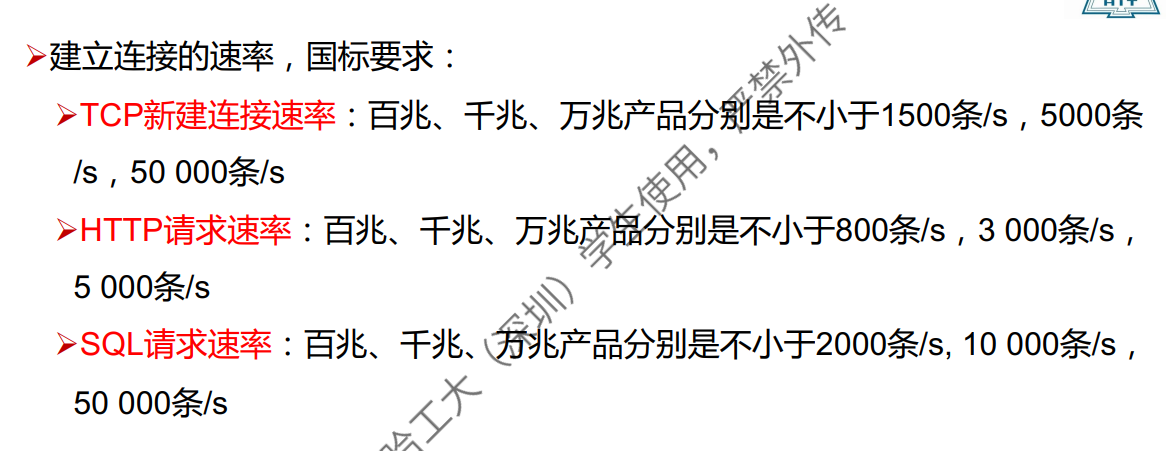 ➢建立连接的速率，国标要求：
➢TCP新建连接速率：百兆、千兆、万兆产品分别是不小于1500条/s，5000条
/s，50 000条/s
➢HTTP请求速率：百兆、千兆、万兆产品分别是不小于800条/s，3 000条/s，
5 000条/s
➢SQL请求速率：百兆、千兆、万兆产品分别是不小于2000条/s, 10 000条/s，
50 000条/s
哈工大（深圳）学生使用，严禁外传